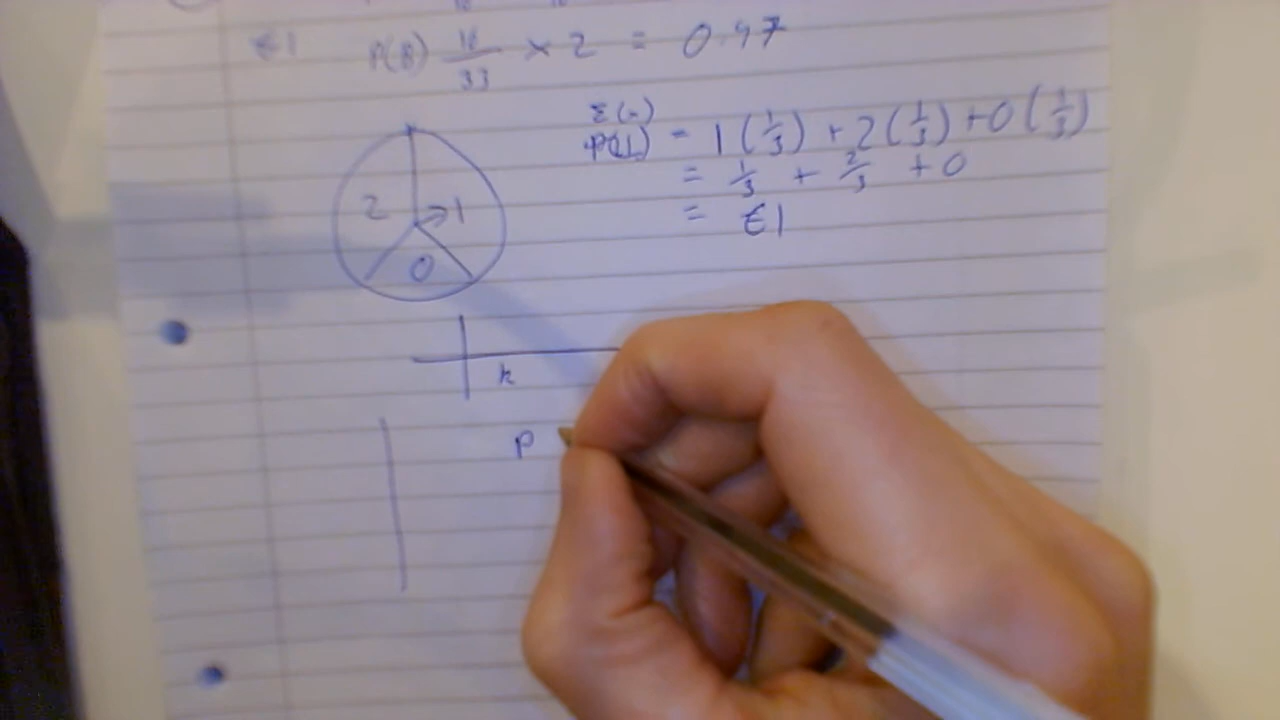 €1 P(B) 16/33 × 2 = 0.97
E(x)
= 1(1/3) + 2(1/3) + 0(1/3)
= 1/3 + 2/3 + 0
= €1
2 → 1
0
k
P